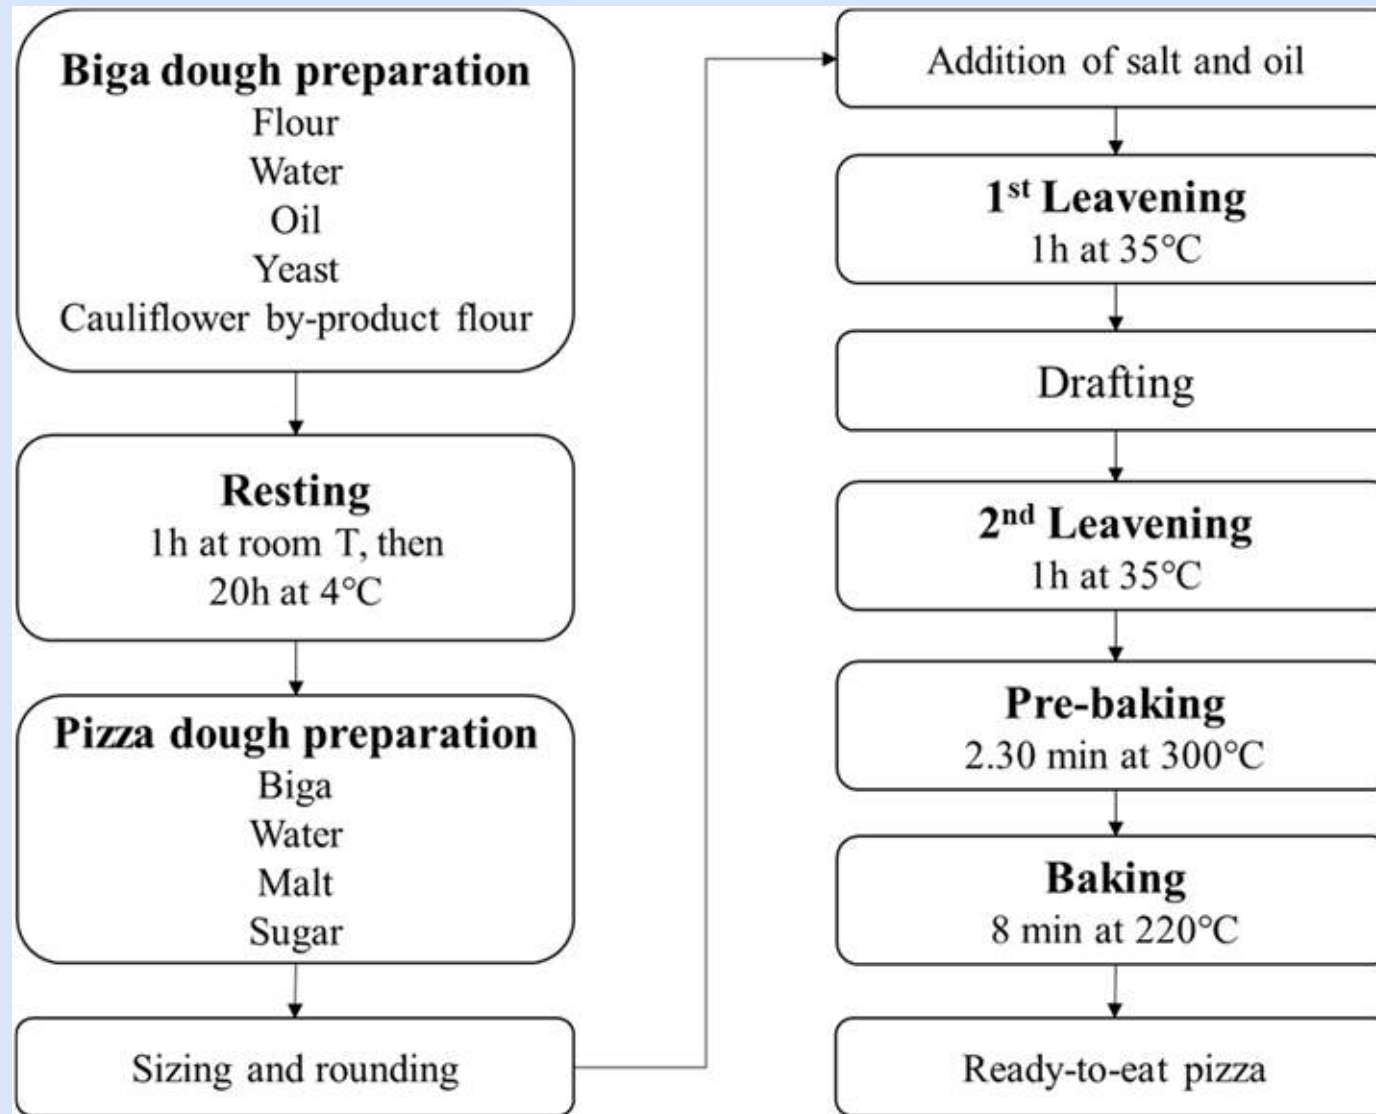 Biga dough preparation
Flour
Water
Oil
Yeast
Cauliflower by-product flour
Resting
1h at room T, then
20h at 4°C
Pizza dough preparation
Biga
Water
Malt
Sugar
Sizing and rounding
Addition of salt and oil
1st Leavening
1h at 35°C
Drafting
2nd Leavening
1h at 35°C
Pre-baking
2.30 min at 300°C
Baking
8 min at 220°C
Ready-to-eat pizza